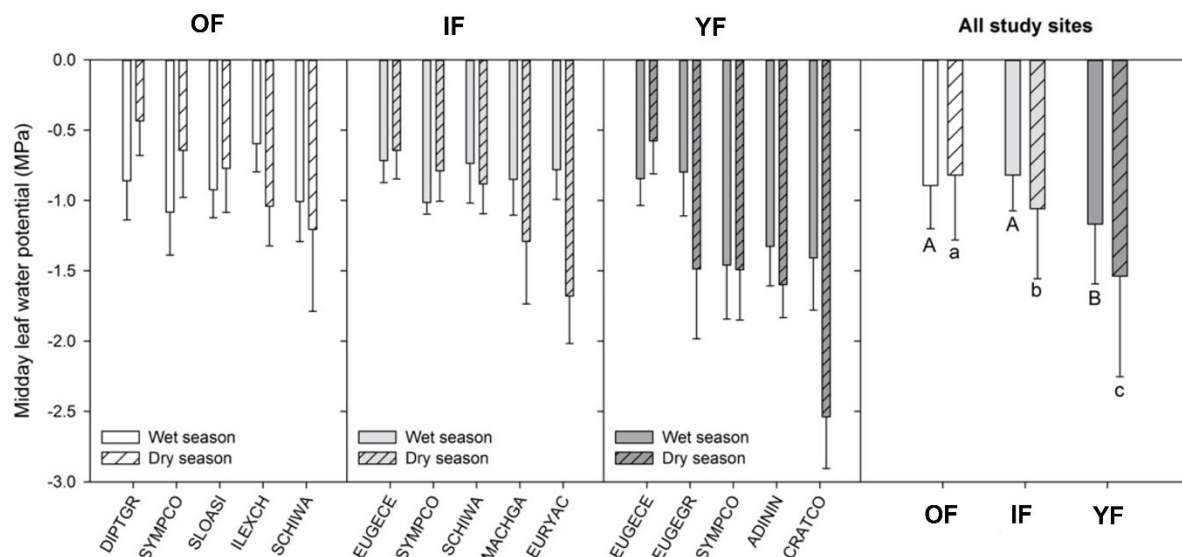 OF
IF
YF
All study sites
Midday leaf water potential (MPa)
0.0
-0.5
-1.0
-1.5
-2.0
-2.5
-3.0
Wet season
Dry season
Wet season
Dry season
Wet season
Dry season
A
a
A
b
B
c
DIPTGR
SYMPCO
SLOASI
ILEXCH
SCHIWA
EUGECE
SYMPCO
SCHIWA
MACHGA
EURYAC
EUGECE
EUGEGR
SYMPCO
ADININ
CRATCO
OF
IF
YF